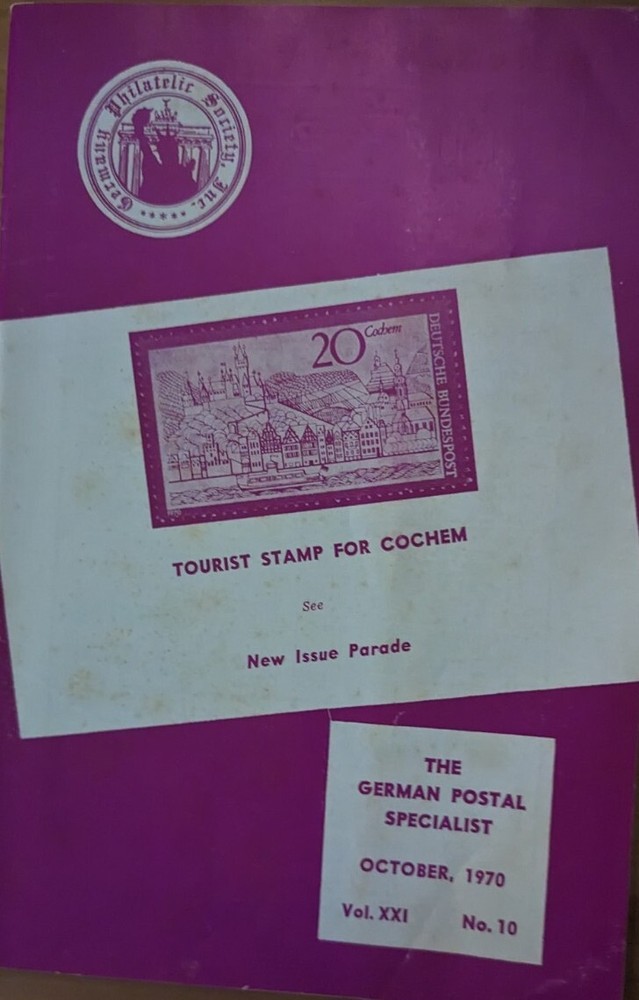 Germany Philatelic Society, Inc.
20 Cochem
DEUTSCHE BUNDESPOST
TOURIST STAMP FOR COCHEM
See
New Issue Parade
THE
GERMAN POSTAL
SPECIALIST
OCTOBER, 1970
Vol. XXI No. 10